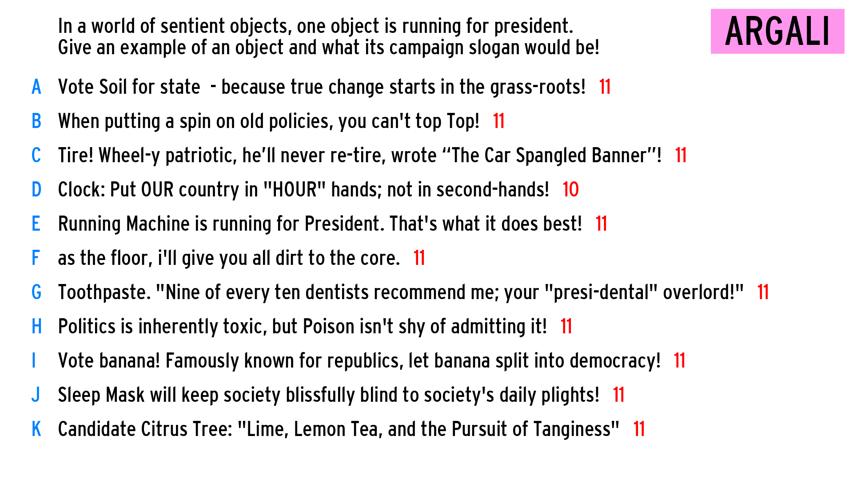 In a world of sentient objects, one object is running for president.
Give an example of an object and what its campaign slogan would be!
ARGALI
A Vote Soil for state - because true change starts in the grass-roots! 11
B When putting a spin on old policies, you can't top Top! 11
C Tire! Wheel-y patriotic, he'll never re-tire, wrote “The Car Spangled Banner”! 11
D Clock: Put OUR country in "HOUR" hands; not in second-hands! 10
E Running Machine is running for President. That's what it does best! 11
F as the floor, i'll give you all dirt to the core. 11
G Toothpaste. "Nine of every ten dentists recommend me; your "presi-dental" overlord!" 11
H Politics is inherently toxic, but Poison isn't shy of admitting it! 11
I Vote banana! Famously known for republics, let banana split into democracy! 11
J Sleep Mask will keep society blissfully blind to society's daily plights! 11
K Candidate Citrus Tree: "Lime, Lemon Tea, and the Pursuit of Tanginess" 11